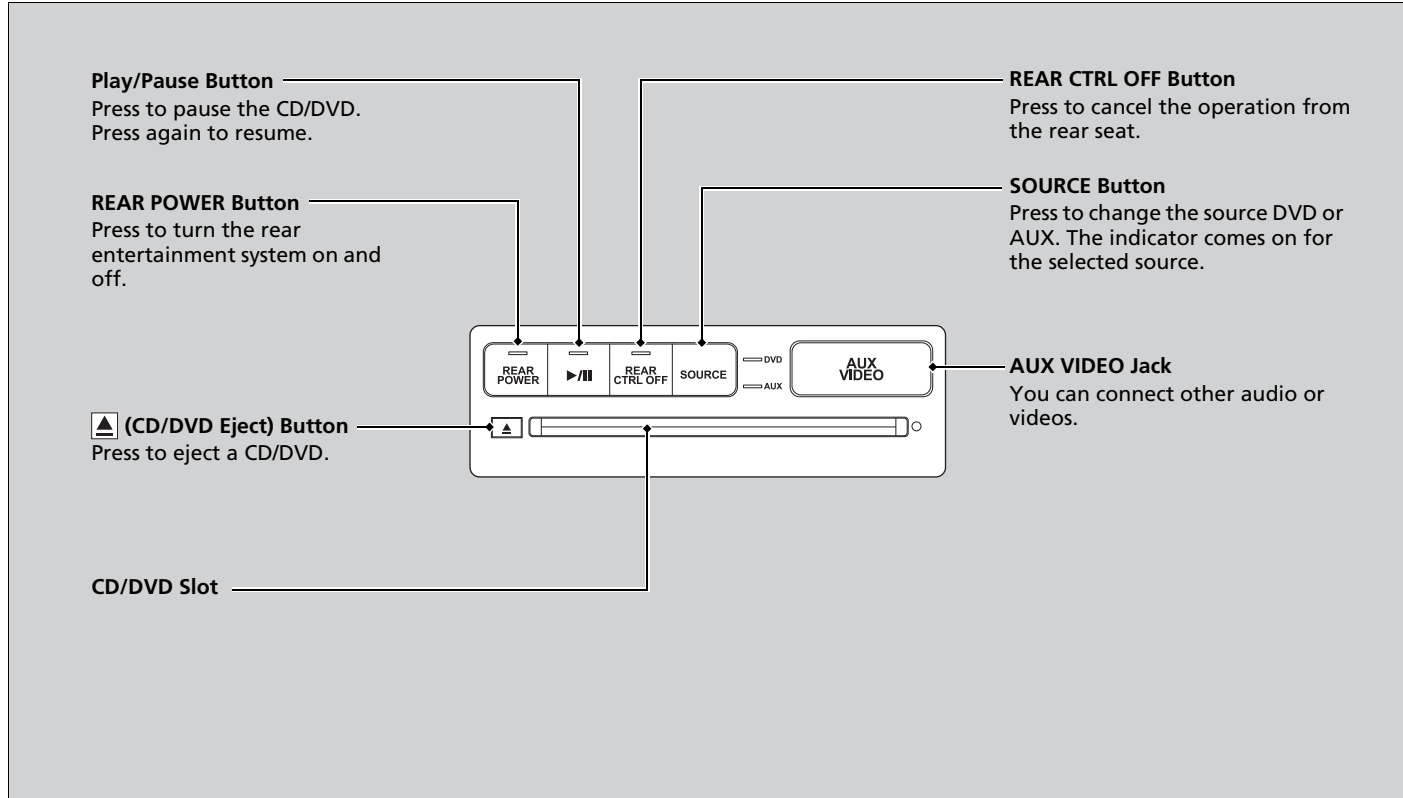 Play/Pause Button
Press to pause the CD/DVD.
Press again to resume.
REAR POWER Button
Press to turn the rear
entertainment system on and
off.
(CD/DVD Eject) Button
Press to eject a CD/DVD.
CD/DVD Slot
REAR CTRL OFF Button
Press to cancel the operation from
the rear seat.
SOURCE Button
Press to change the source DVD or
AUX. The indicator comes on for
the selected source.
AUX VIDEO Jack
You can connect other audio or
videos.
REAR
POWER
REAR
CTRL OFF
SOURCE
DVD
AUX
AUX
VIDEO